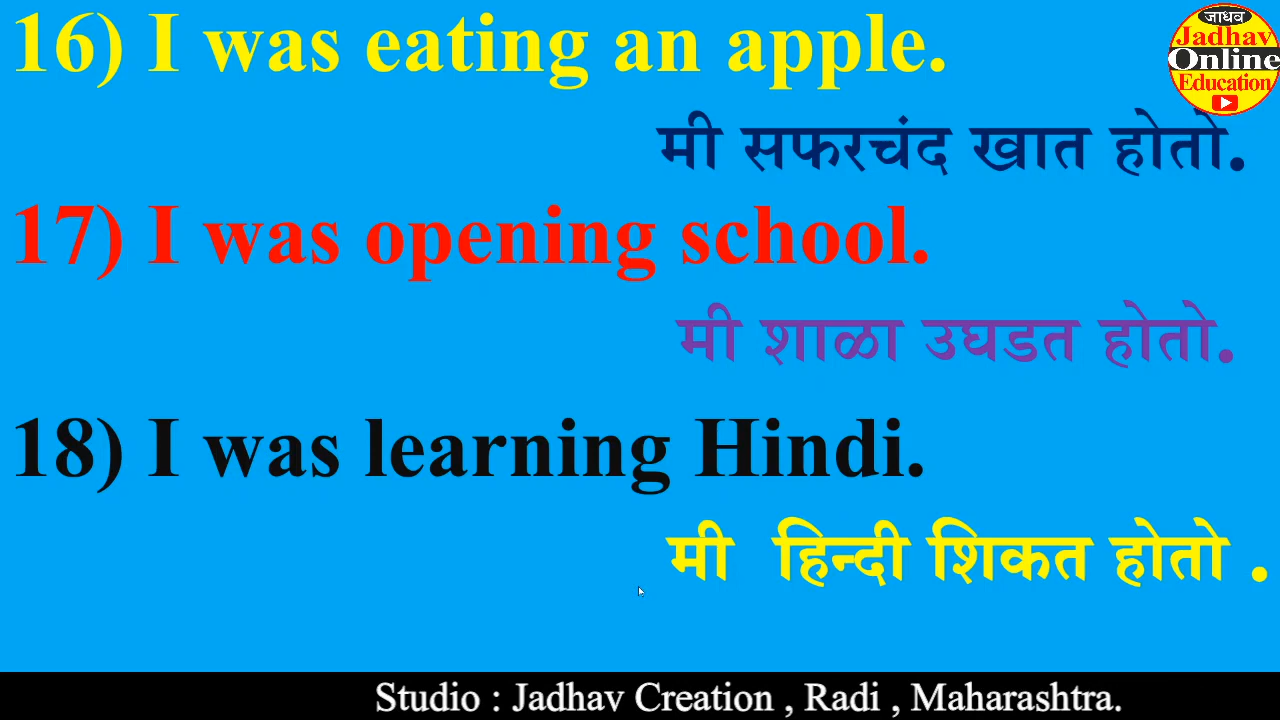 16) I was eating an apple.
जाधव
Jadhav
Online
Education
मी सफरचंद खात होतो.
17) I was opening school.
मी शाळा उघडत होतो.
18) I was learning Hindi.
मी हिन्दी शिकत होतो .
Studio : Jadhav Creation , Radi , Maharashtra.